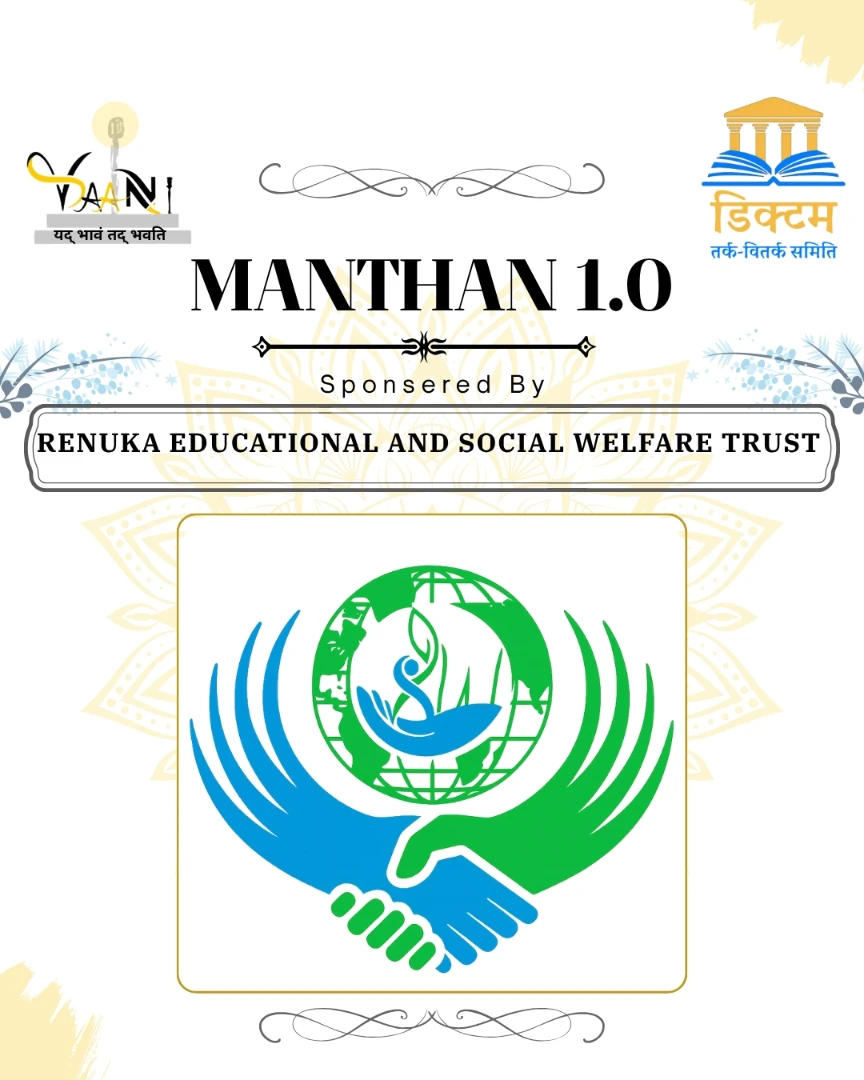 VAANI
यद् भावं तद् भवति
डिक्टम
तर्क-वितर्क समिति
MANTHAN 1.0
Sponsered By
RENUKA EDUCATIONAL AND SOCIAL WELFARE TRUST